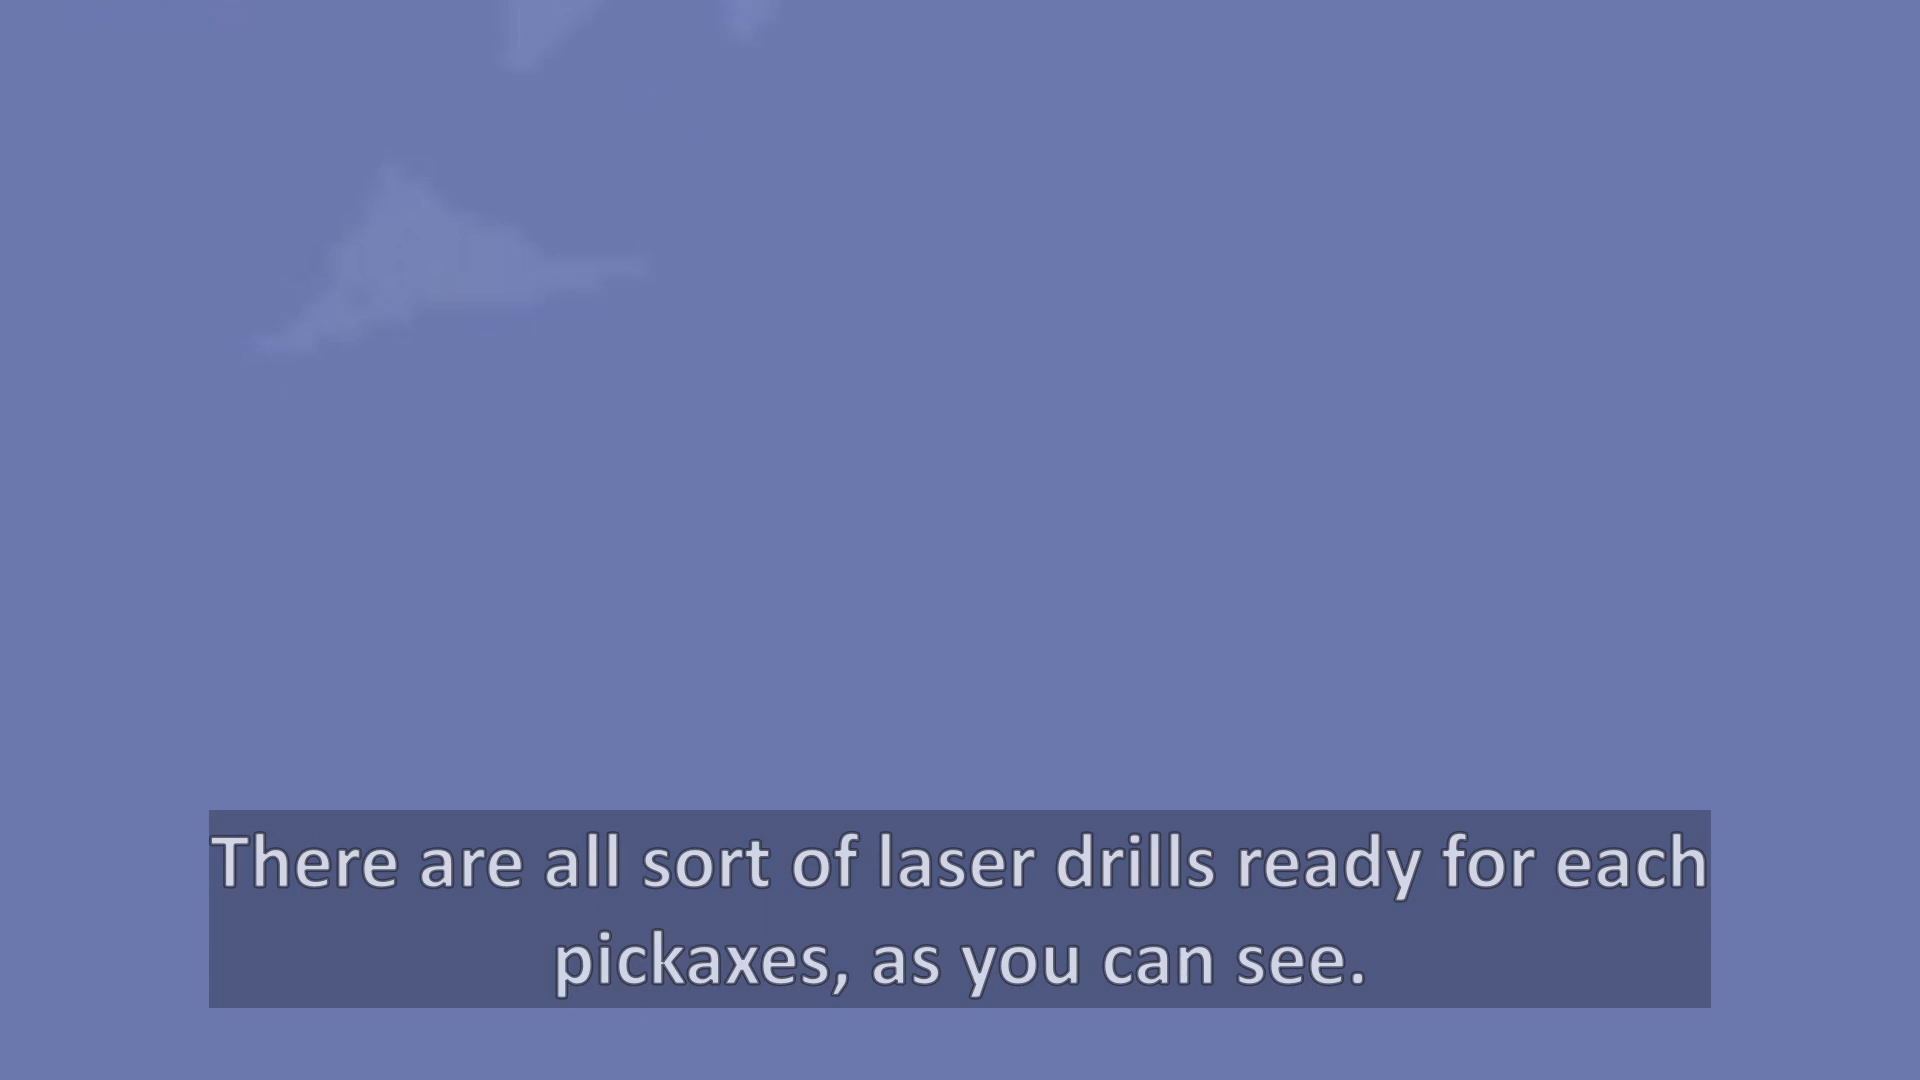 There are all sort of laser drills ready for each
pickaxes, as you can see.